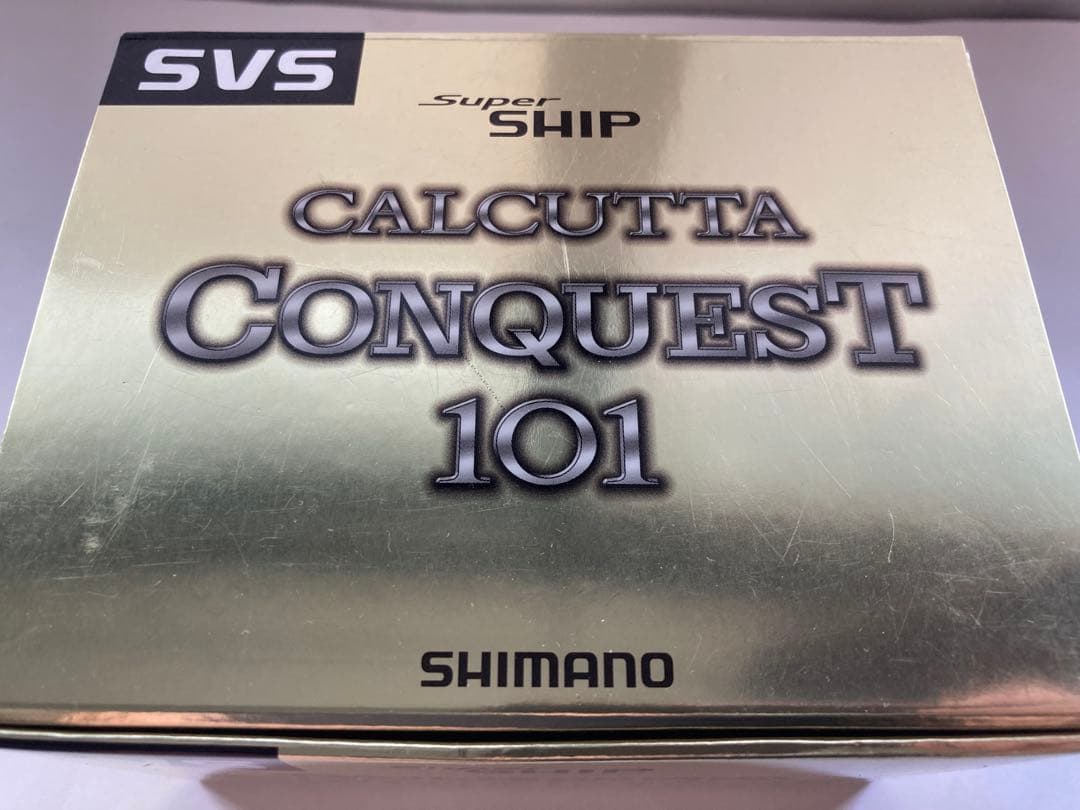 SVS
Super
SHIP
CALCUTTA
CONQUEST
101
SHIMANO